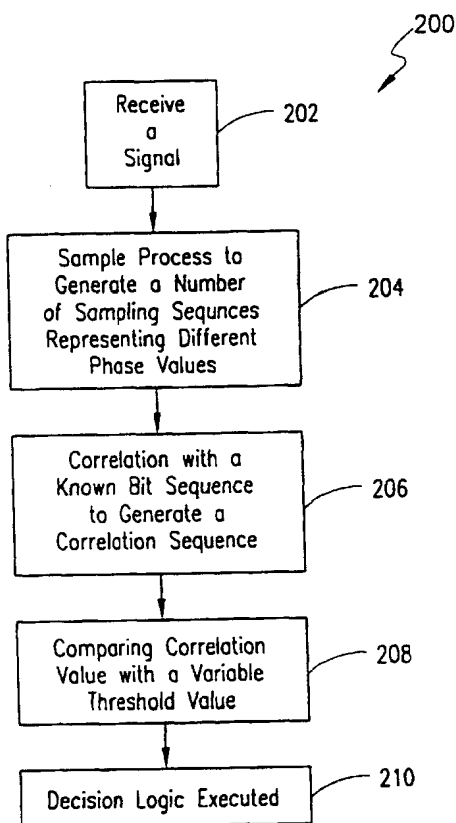 200
Receive
a
Signal
202
Sample Process to
Generate a Number
of Sampling Sequnces
Representing Different
Phase Values
204
Correlation with a
Known Bit Sequence
to Generate a
Correlation Sequence
206
Comparing Correlation
Value with a Variable
Threshold Value
208
Decision Logic Executed
210